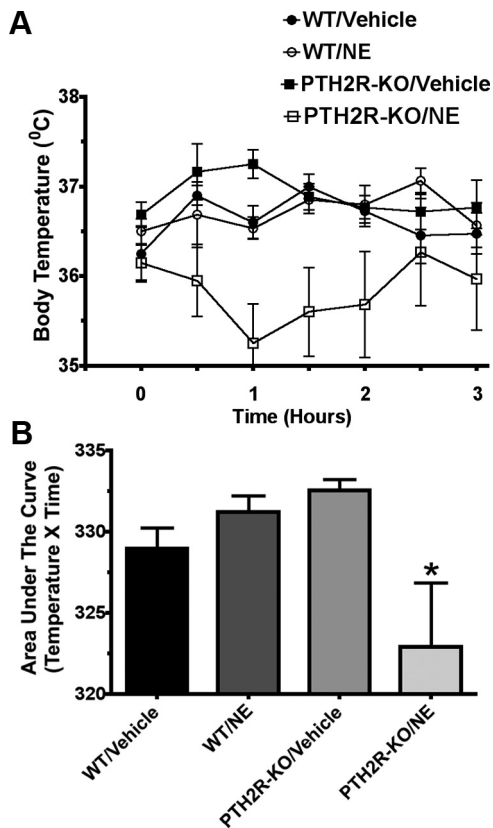 A
WT/Vehicle
WT/NE
PTH2R-KO/Vehicle
PTH2R-KO/NE
Body Temperature (⁰C)
38
37
36
35
0 1 2 3
Time (Hours)
B
Area Under The Curve
(Temperature X Time)
335
330
325
320
*
WT/Vehicle
WT/NE
PTH2R-KO/Vehicle
PTH2R-KO/NE